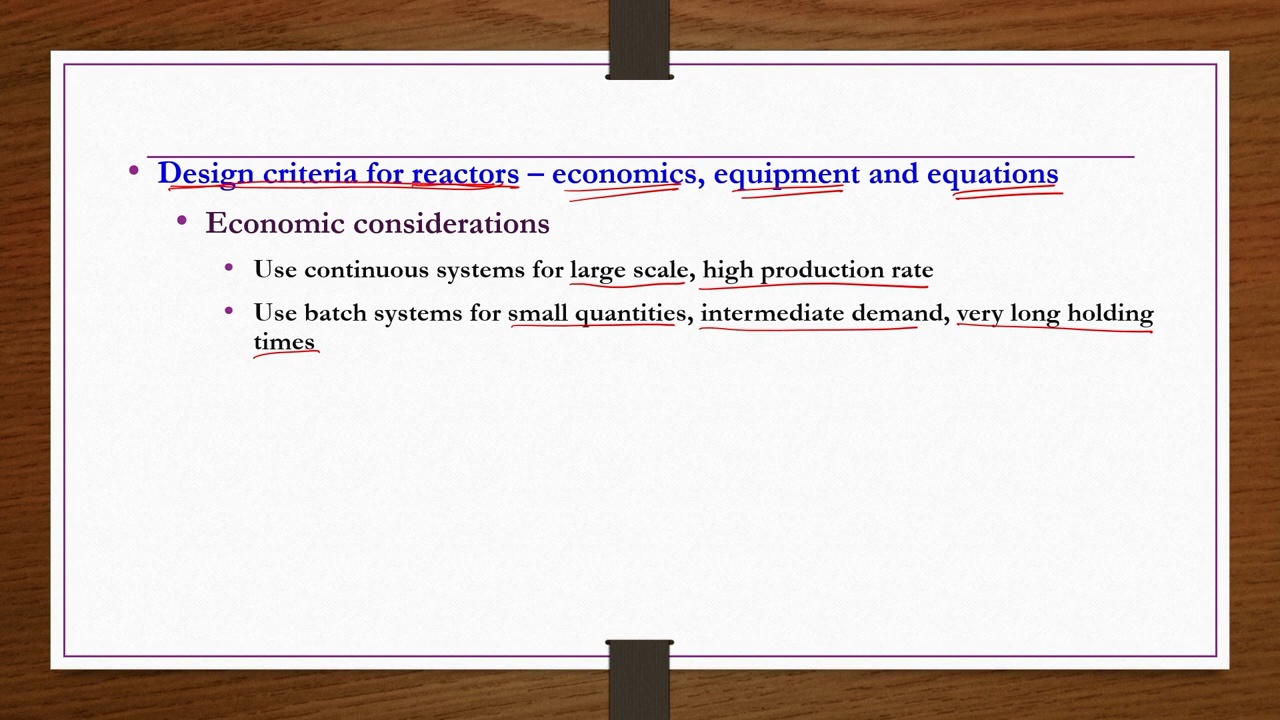 • Design criteria for reactors – economics, equipment and equations
• Economic considerations
• Use continuous systems for large scale, high production rate
• Use batch systems for small quantities, intermediate demand, very long holding
times